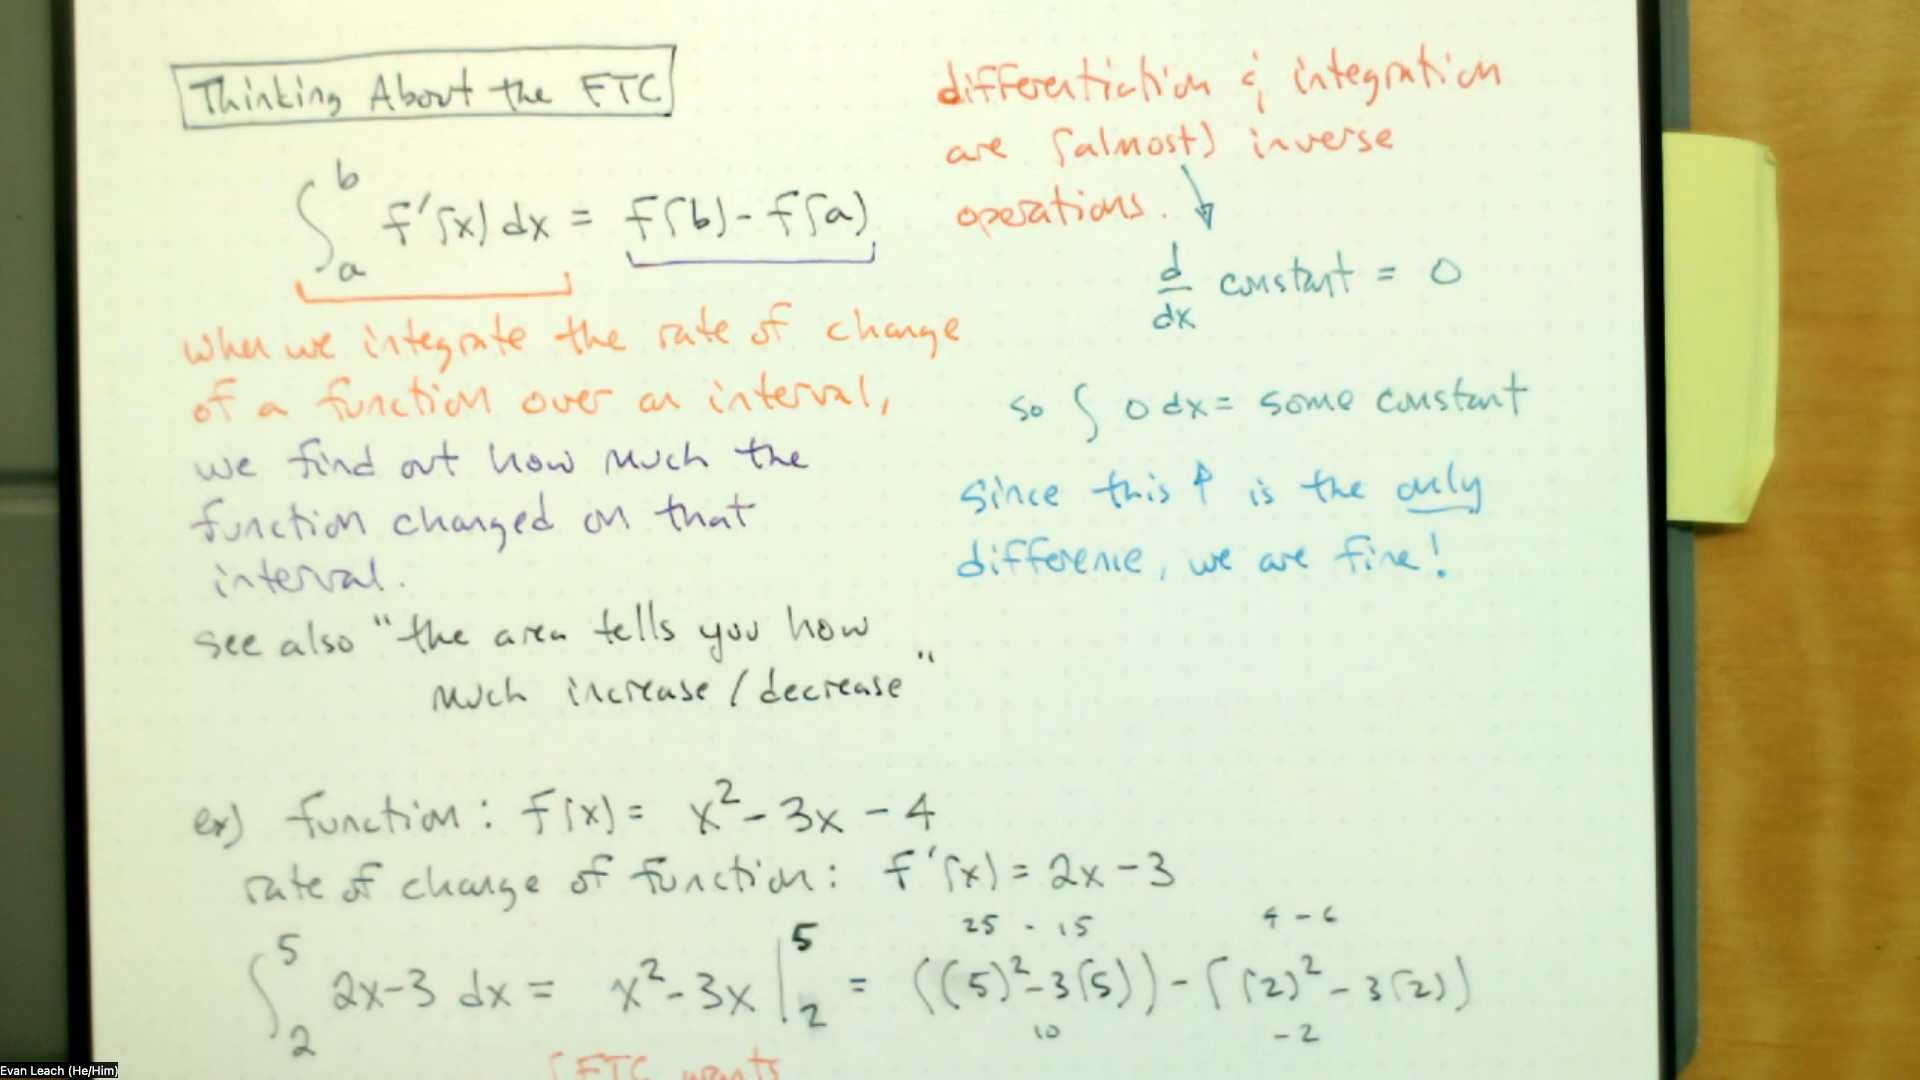 Thinking About the FTC
∫_a^b f'(x) dx = f(b) - f(a)
when we integrate the rate of change
of a function over an interval,
we find out how much the
function changed on that
interval.
see also "the area tells you how
much increase / decrease"
differentiction & integration
are (almost) inverse
operations.
d/dx constant = 0
so ∫ 0 dx = some constant
since this ↑ is the only
difference, we are fine!
ex) function: f(x) = x² - 3x - 4
rate of change of function: f'(x) = 2x - 3
25 - 15 4 - 6
∫_2^5 2x-3 dx = x² - 3x |_2^5 = ((5)² - 3(5)) - ((2)² - 3(2))
10 -2
(FTC wants
Evan Leach (He/Him)